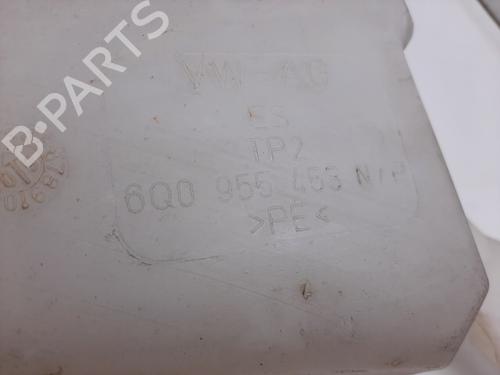 B-PARTS
VW-AG
ES
TP2
6Q0 955 453 N/P
>PE<